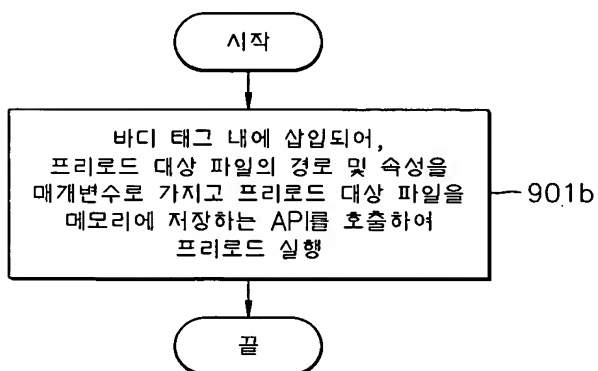 시작
바디 태그 내에 삽입되어,
프리로드 대상 파일의 경로 및 속성을
매개변수로 가지고 프리로드 대상 파일을
메모리에 저장하는 API를 호출하여
프리로드 실행
901b
끝